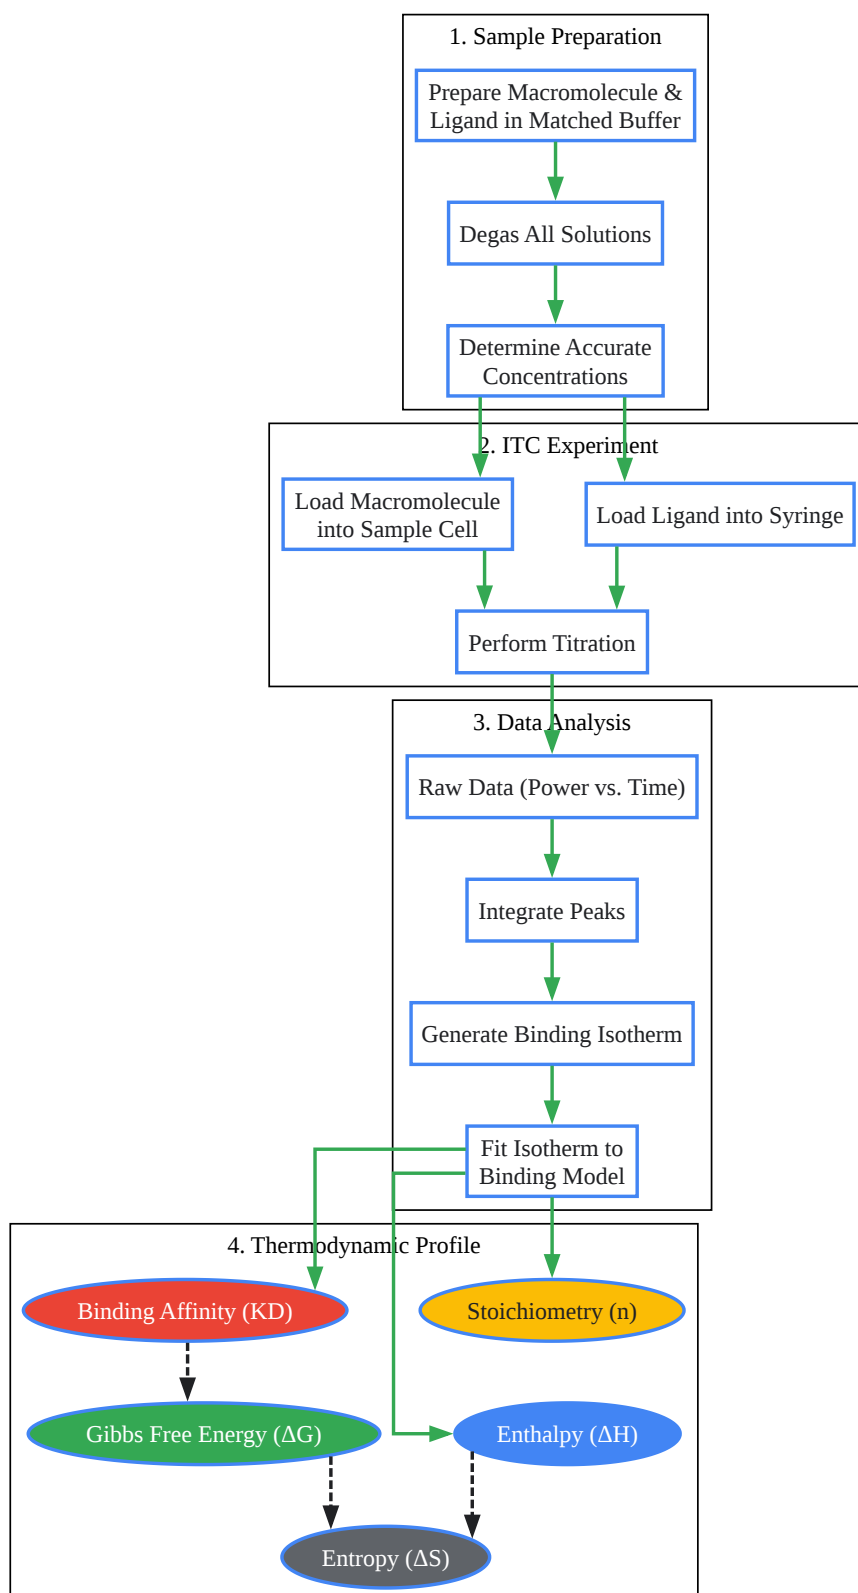 1. Sample Preparation
Prepare Macromolecule &
Ligand in Matched Buffer
Degas All Solutions
Determine Accurate
Concentrations
2. ITC Experiment
Load Macromolecule
into Sample Cell
Load Ligand into Syringe
Perform Titration
3. Data Analysis
Raw Data (Power vs. Time)
Integrate Peaks
Generate Binding Isotherm
Fit Isotherm to
Binding Model
4. Thermodynamic Profile
Binding Affinity (KD)
Stoichiometry (n)
Gibbs Free Energy (ΔG)
Enthalpy (ΔH)
Entropy (ΔS)